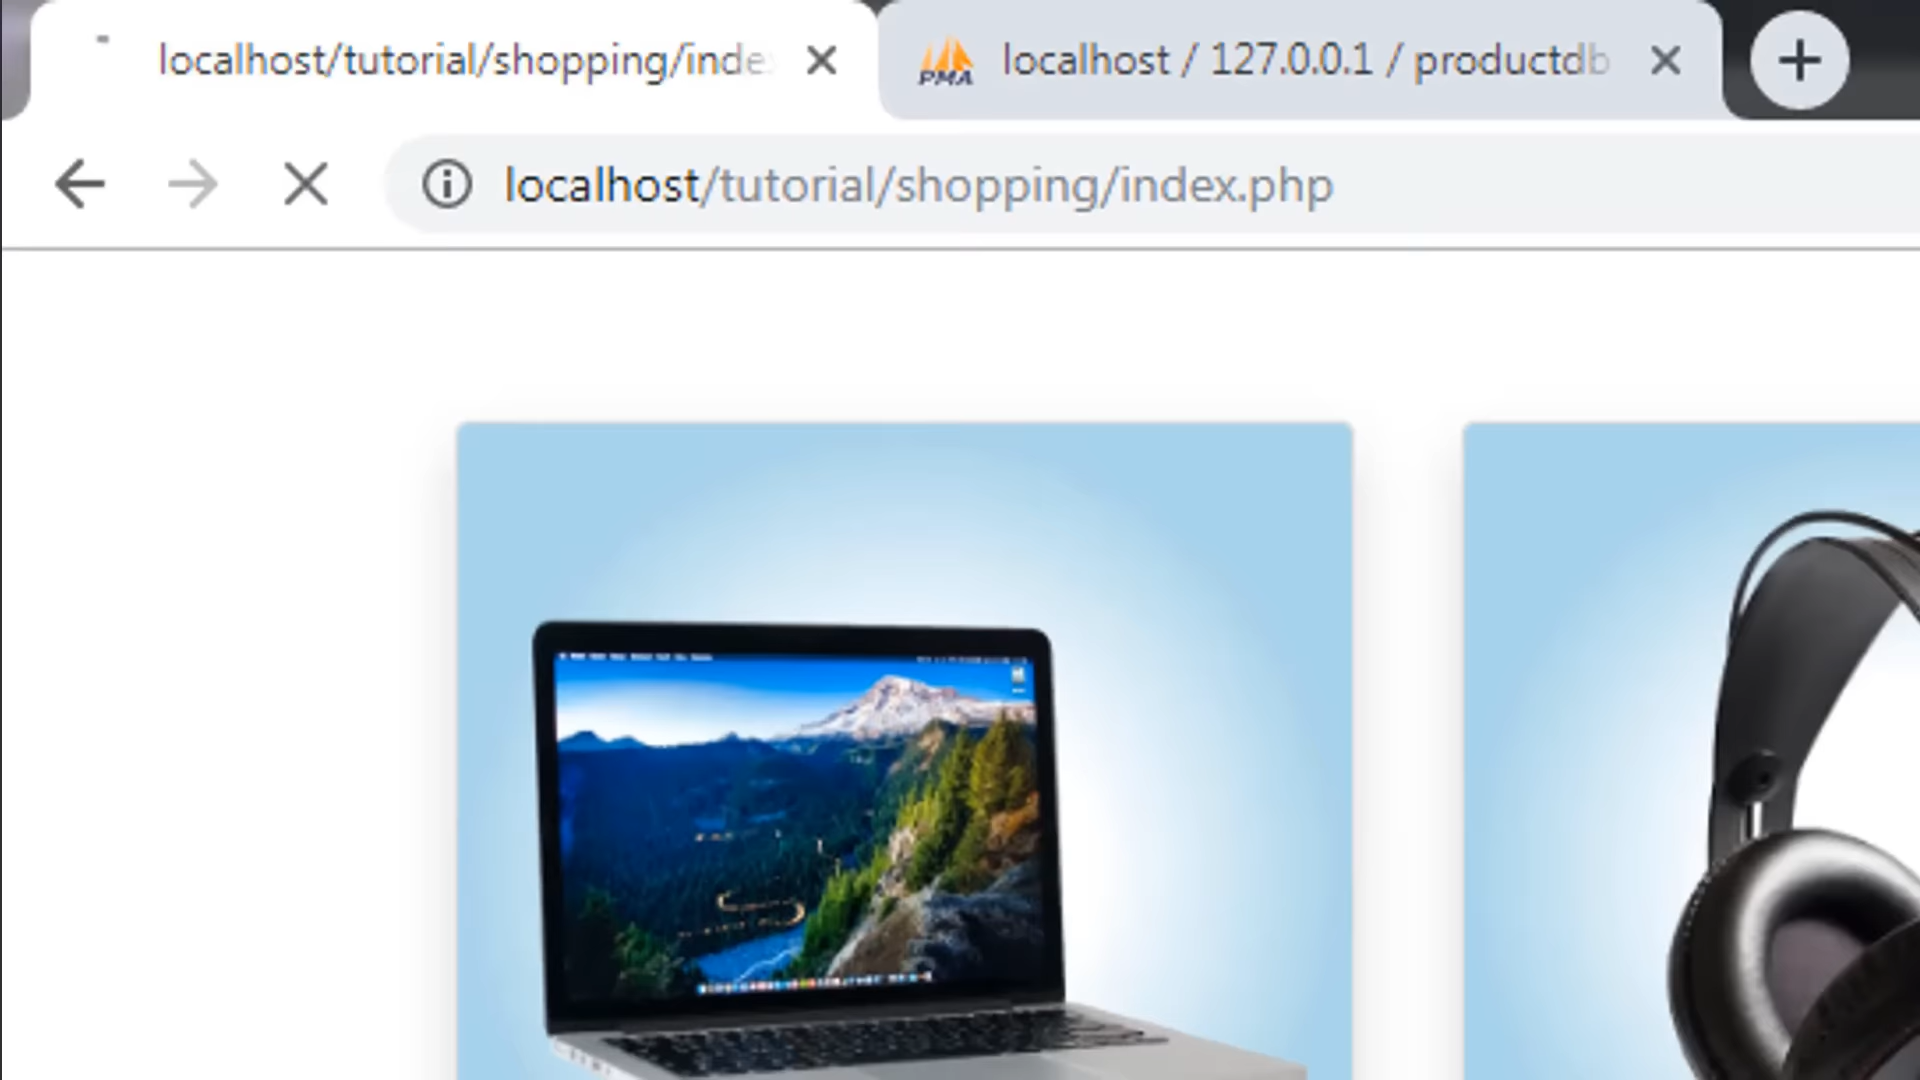 localhost/tutorial/shopping/inde
PMA localhost / 127.0.0.1 / productdb
localhost/tutorial/shopping/index.php